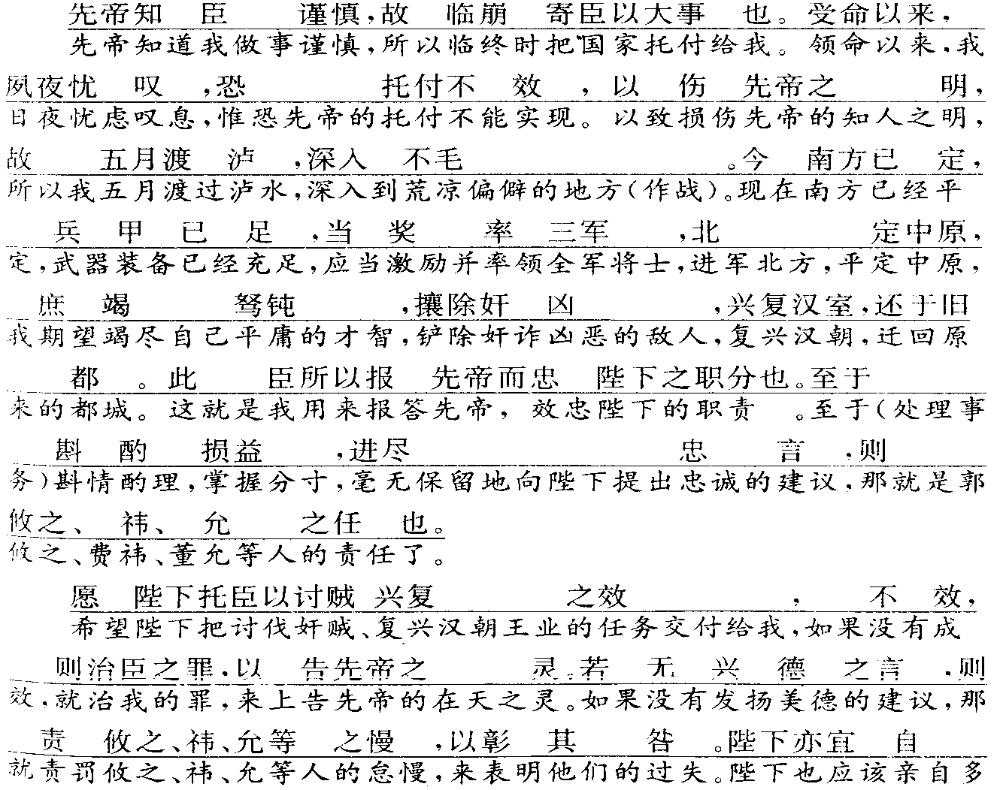 先帝知臣谨慎,故临崩寄臣以大事也。受命以来,
先帝知道我做事谨慎,所以临终时把国家托付给我。领命以来,我
夙夜忧叹,恐托付不效,以伤先帝之明,
日夜忧虑叹息,惟恐先帝的托付不能实现。以致损伤先帝的知人之明,
故五月渡泸,深入不毛。今南方已定,
所以我五月渡过泸水,深入到荒凉偏僻的地方(作战)。现在南方已经平
兵甲已足,当奖率三军,北定中原,
定,武器装备已经充足,应当激励并率领全军将士,进军北方,平定中原,
庶竭驽钝,攘除奸凶,兴复汉室,还于旧
我期望竭尽自己平庸的才智,铲除奸诈凶恶的敌人,复兴汉朝,迁回原
都。此臣所以报先帝而忠陛下之职分也。至于
来的都城。这就是我用来报答先帝,效忠陛下的职责。至于(处理事
斟酌损益,进尽忠言,则
务)斟情酌理,掌握分寸,毫无保留地向陛下提出忠诚的建议,那就是郭
攸之、祎、允之任也。
攸之、费祎、董允等人的责任了。
愿陛下托臣以讨贼兴复之效,不效,
希望陛下把讨伐奸贼、复兴汉朝王业的任务交付给我,如果没有成
则治臣之罪,以告先帝之灵。若无兴德之言,则
效,就治我的罪,来上告先帝的在天之灵。如果没有发扬美德的建议,那
责攸之、祎、允等之慢,以彰其咎。陛下亦宜自
就责罚攸之、祎、允等人的怠慢,来表明他们的过失。陛下也应该亲自多